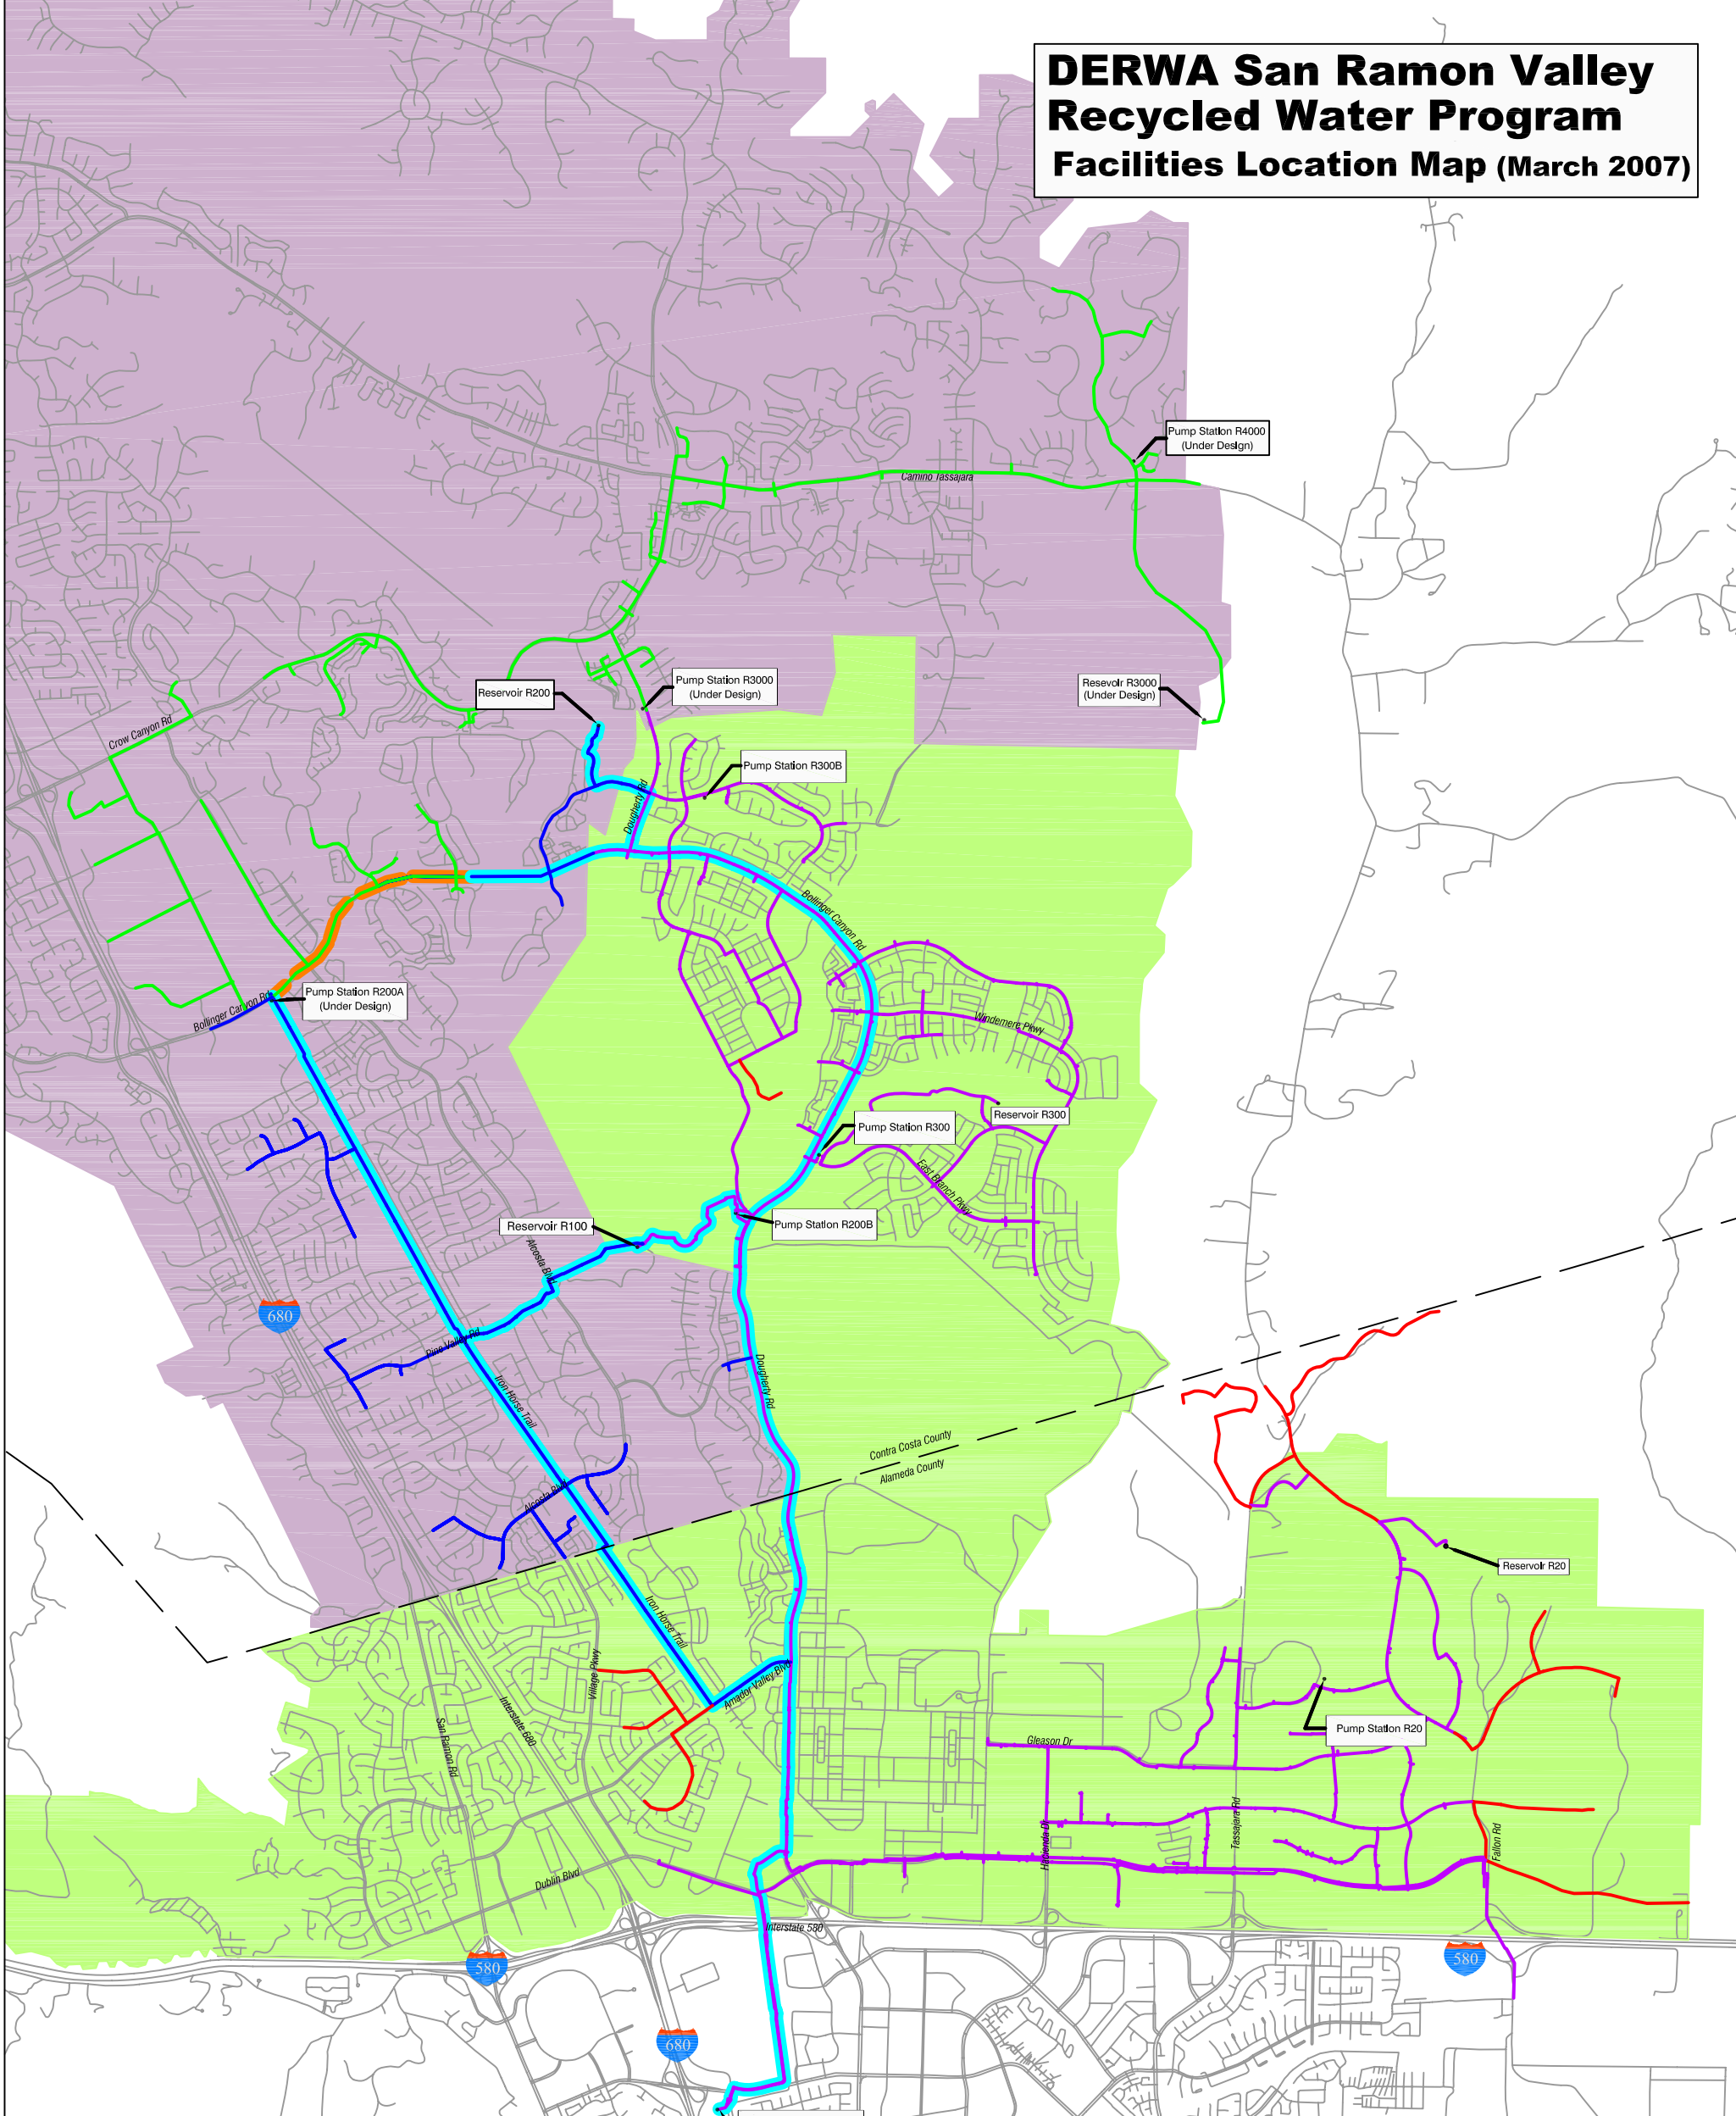 DERWA San Ramon Valley
Recycled Water Program
Facilities Location Map (March 2007)
Pump Station R4000
(Under Design)
Camino Tassajara
Pump Station R3000
(Under Design)
Reservoir R200
Resevoir R3000
(Under Design)
Crow Canyon Rd
Pump Station R300B
Dougherty Rd
Bollinger Canyon Rd
Pump Station R200A
(Under Design)
Bollinger Canyon Rd
Windemere Pkwy
Reservoir R300
Pump Station R300
East Branch Pkwy
Reservoir R100
Pump Station R200B
Alcosta Blvd
680
Pine Valley Rd
Iron Horse Trail
Dougherty Rd
Contra Costa County
Alameda County
Alcosta Blvd
Reservoir R20
Iron Horse Trail
Village Pkwy
Amador Valley Blvd
Interstate 680
San Ramon Rd
Pump Station R20
Gleason Dr
Hacienda Dr
Tassajara Rd
Fallon Rd
Dublin Blvd
Interstate 580
580
580
680